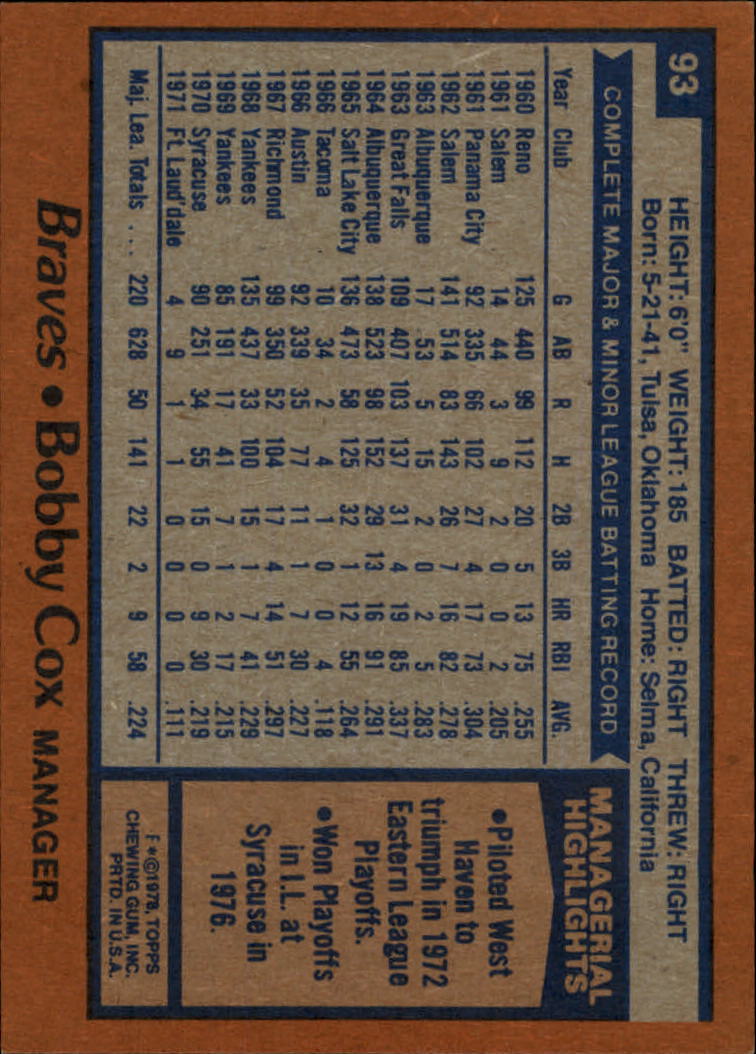 93
HEIGHT: 6'0" WEIGHT: 185 BATTED: RIGHT THREW: RIGHT
Born: 5-21-41, Tulsa, Oklahoma Home: Selma, California
COMPLETE MAJOR & MINOR LEAGUE BATTING RECORD
Year Club G AB R H 2B 3B HR RBI AVG.
1960 Reno 125 440 99 112 20 5 13 75 .255
1961 Salem 14 44 3 9 2 0 0 2 .205
1961 Panama City 92 335 66 102 27 4 17 73 .304
1962 Salem 141 514 83 143 26 7 16 82 .278
1963 Albuquerque 17 53 5 15 2 0 2 5 .283
1963 Great Falls 109 407 103 137 31 4 19 85 .337
1964 Albuquerque 138 523 98 152 29 13 16 91 .291
1965 Salt Lake City 136 473 58 125 32 1 12 55 .264
1966 Tacoma 10 34 2 4 1 0 0 4 .118
1966 Austin 92 339 35 77 11 1 7 30 .227
1967 Richmond 99 350 52 104 17 4 14 51 .297
1968 Yankees 135 437 33 100 15 1 7 41 .229
1969 Yankees 85 191 17 41 7 1 2 17 .215
1970 Syracuse 90 251 34 55 15 0 9 30 .219
1971 Ft. Laud'dale 4 9 1 1 0 0 0 0 .111
Maj. Lea. Totals .... 220 628 50 141 22 2 9 58 .224
MANAGERIAL
HIGHLIGHTS
•Piloted West
Haven to
triumph in 1972
Eastern League
Playoffs.
•Won Playoffs
in I.L. at
Syracuse in
1976.
F*©1978, TOPPS
CHEWING GUM, INC.
PRTD. IN U.S.A.
Braves • Bobby Cox MANAGER